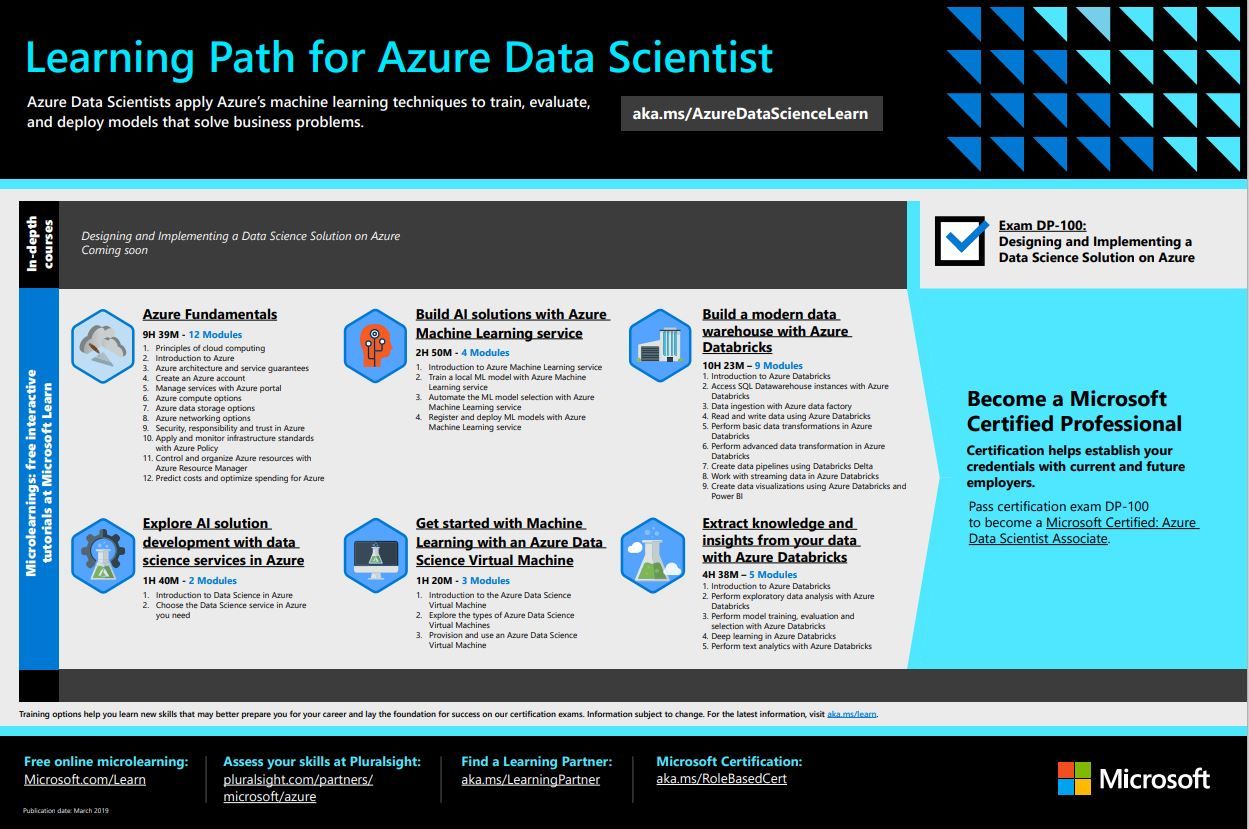 Learning Path for Azure Data Scientist
Azure Data Scientists apply Azure’s machine learning techniques to train, evaluate,
and deploy models that solve business problems.
aka.ms/AzureDataScienceLearn
In-depth
courses
Designing and Implementing a Data Science Solution on Azure
Coming soon
Exam DP-100:
Designing and Implementing a
Data Science Solution on Azure
Microlearnings: free interactive
tutorials at Microsoft Learn
Azure Fundamentals
9H 39M - 12 Modules
1. Principles of cloud computing
2. Introduction to Azure
3. Azure architecture and service guarantees
4. Create an Azure account
5. Manage services with Azure portal
6. Azure compute options
7. Azure data storage options
8. Azure networking options
9. Security, responsibility and trust in Azure
10. Apply and monitor infrastructure standards
with Azure Policy
11. Control and organize Azure resources with
Azure Resource Manager
12. Predict costs and optimize spending for Azure
Build AI solutions with Azure
Machine Learning service
2H 50M - 4 Modules
1. Introduction to Azure Machine Learning service
2. Train a local ML model with Azure Machine
Learning service
3. Automate the ML model selection with Azure
Machine Learning service
4. Register and deploy ML models with Azure
Machine Learning service
Build a modern data
warehouse with Azure
Databricks
10H 23M – 9 Modules
1. Introduction to Azure Databricks
2. Access SQL Datawarehouse instances with Azure
Databricks
3. Data ingestion with Azure data factory
4. Read and write data using Azure Databricks
5. Perform basic data transformations in Azure
Databricks
6. Perform advanced data transformation in Azure
Databricks
7. Create data pipelines using Databricks Delta
8. Work with streaming data in Azure Databricks
9. Create data visualizations using Azure Databricks and
Power BI
Explore AI solution
development with data
science services in Azure
1H 40M - 2 Modules
1. Introduction to Data Science in Azure
2. Choose the Data Science service in Azure
you need
Get started with Machine
Learning with an Azure Data
Science Virtual Machine
1H 20M - 3 Modules
1. Introduction to the Azure Data Science
Virtual Machine
2. Explore the types of Azure Data Science
Virtual Machines
3. Provision and use an Azure Data Science
Virtual Machine
Extract knowledge and
insights from your data
with Azure Databricks
4H 38M – 5 Modules
1. Introduction to Azure Databricks
2. Perform exploratory data analysis with Azure
Databricks
3. Perform model training, evaluation and
selection with Azure Databricks
4. Deep learning in Azure Databricks
5. Perform text analytics with Azure Databricks
Become a Microsoft
Certified Professional
Certification helps establish your
credentials with current and future
employers.
Pass certification exam DP-100
to become a Microsoft Certified: Azure
Data Scientist Associate.
Training options help you learn new skills that may better prepare you for your career and lay the foundation for success on our certification exams. Information subject to change. For the latest information, visit aka.ms/learn.
Free online microlearning:
Microsoft.com/Learn
Assess your skills at Pluralsight:
pluralsight.com/partners/
microsoft/azure
Find a Learning Partner:
aka.ms/LearningPartner
Microsoft Certification:
aka.ms/RoleBasedCert
Microsoft
Publication date: March 2019